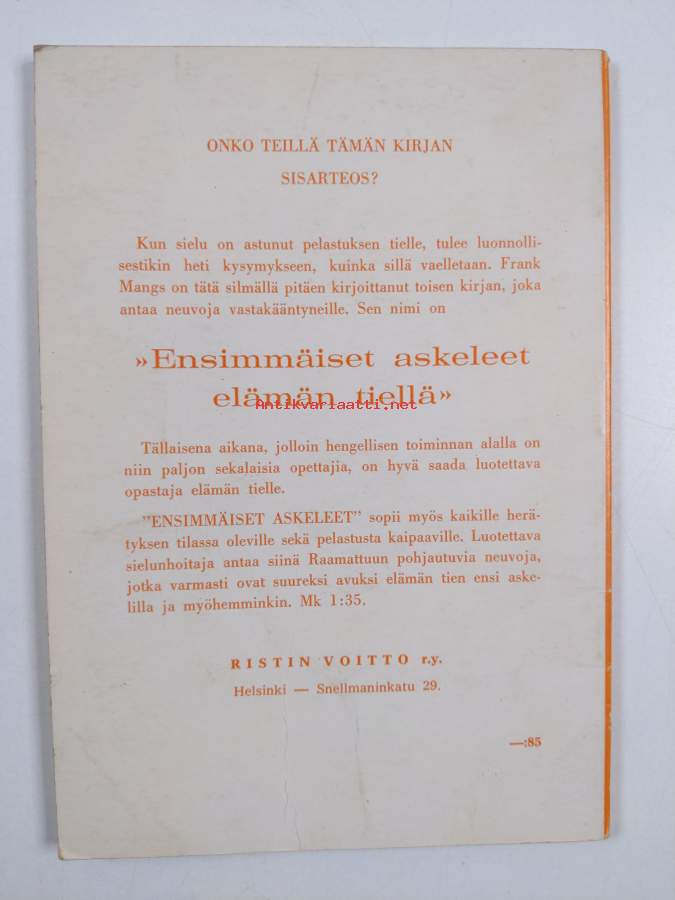 ONKO TEILLÄ TÄMÄN KIRJAN
SISARTEOS?
Kun sielu on astunut pelastuksen tielle, tulee luonnolli-
sestikin heti kysymykseen, kuinka sillä vaelletaan. Frank
Mangs on tätä silmällä pitäen kirjoittanut toisen kirjan, joka
antaa neuvoja vastakääntyneille. Sen nimi on
»Ensimmäiset askeleet
elämän tiellä»
Antikvariaatti.net
Tällaisena aikana, jolloin hengellisen toiminnan alalla on
niin paljon sekalaisia opettajia, on hyvä saada luotettava
opastaja elämän tielle.
"ENSIMMÄISET ASKELEET" sopii myös kaikille herä-
tyksen tilassa oleville sekä pelastusta kaipaaville. Luotettava
sielunhoitaja antaa siinä Raamattuun pohjautuvia neuvoja,
jotka varmasti ovat suureksi avuksi elämän tien ensi aske-
lilla ja myöhemminkin. Mk 1:35.
RISTIN VOITTO r.y.
Helsinki — Snellmaninkatu 29.
—:85